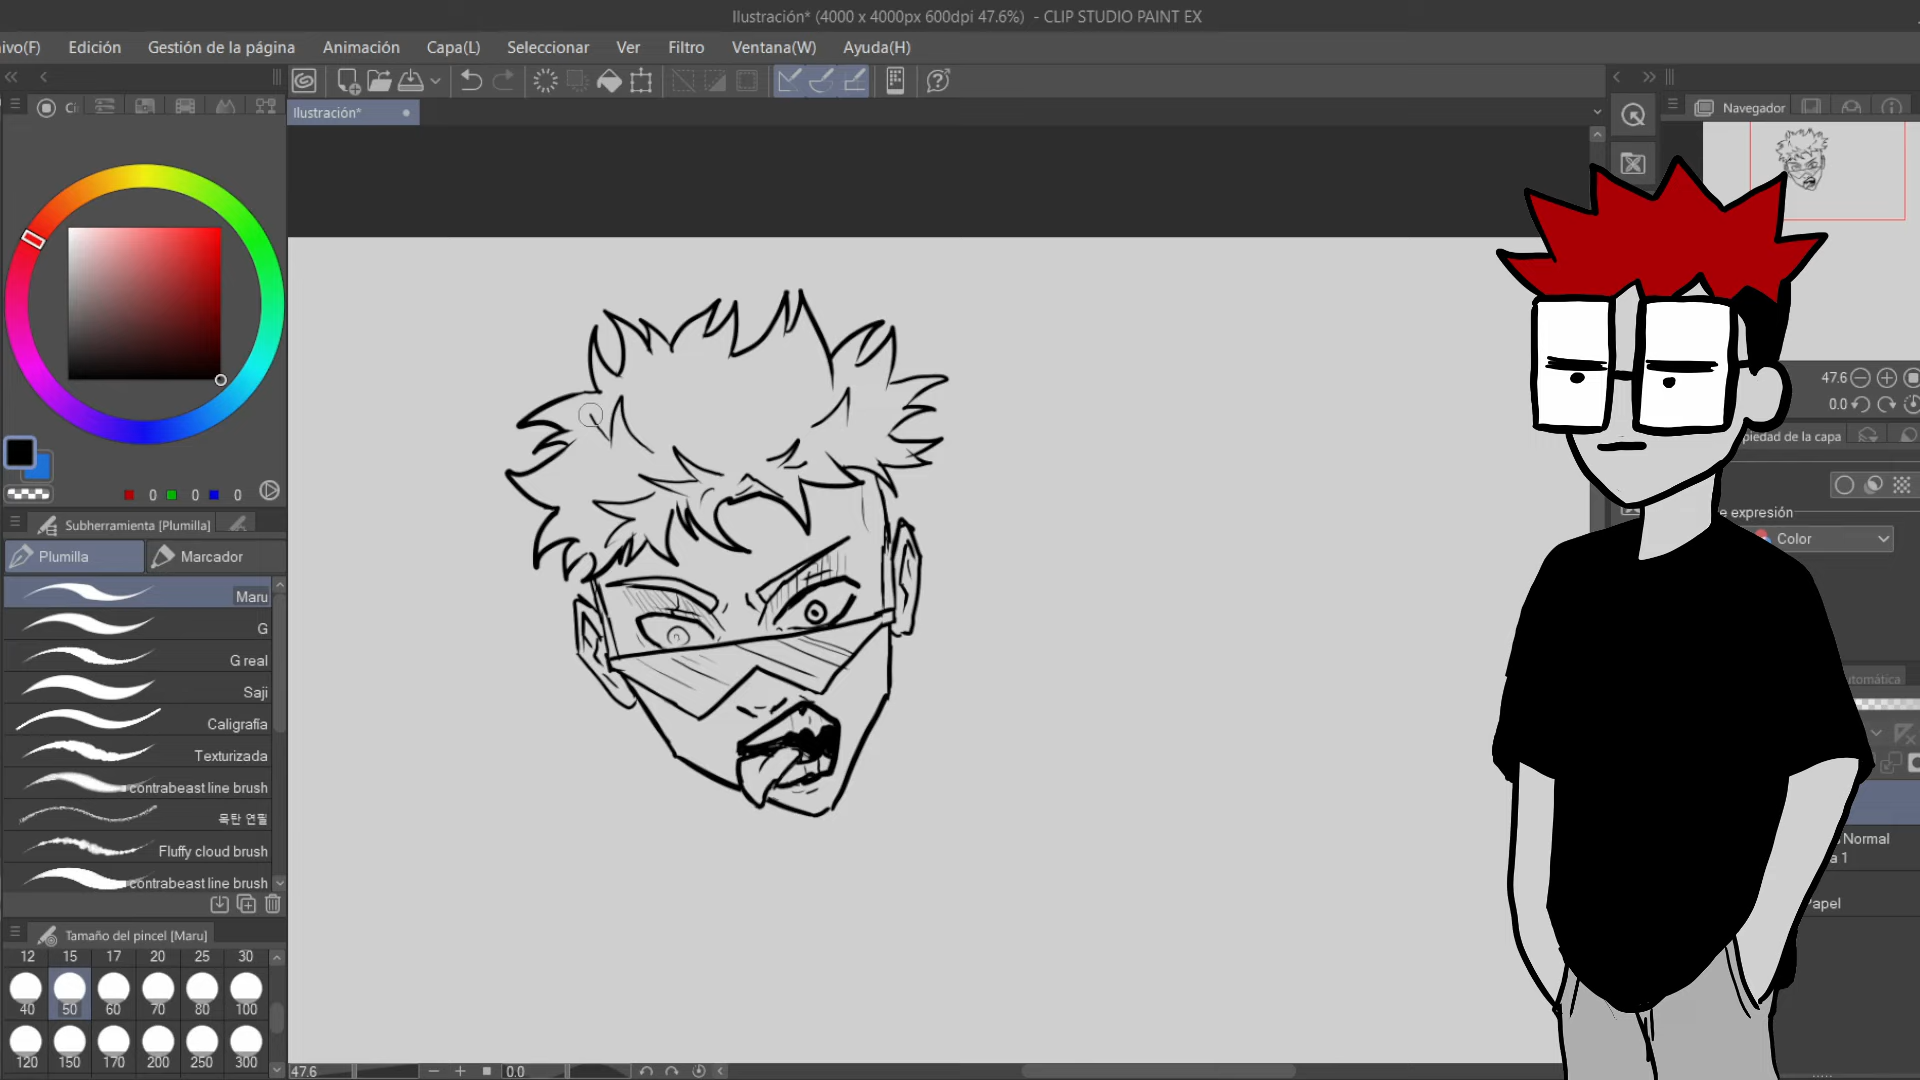 Ilustración* (4000 x 4000px 600dpi 47.6%) - CLIP STUDIO PAINT EX
ivo(F) Edición Gestión de la página Animación Capa(L) Seleccionar Ver Filtro Ventana(W) Ayuda(H)
Ilustración*
Navegador
47.6
0.0
piedad de la capa
e expresión
Color
0 0 0
Subherramienta [Plumilla]
Plumilla Marcador
Maru
G
G real
Saji
Caligrafía
Texturizada
contrabeast line brush
목탄 연필
Fluffy cloud brush
contrabeast line brush
utomática
Normal
a 1
Papel
Tamaño del pincel [Maru]
12 15 17 20 25 30
40 50 60 70 80 100
120 150 170 200 250 300
47.6 0.0